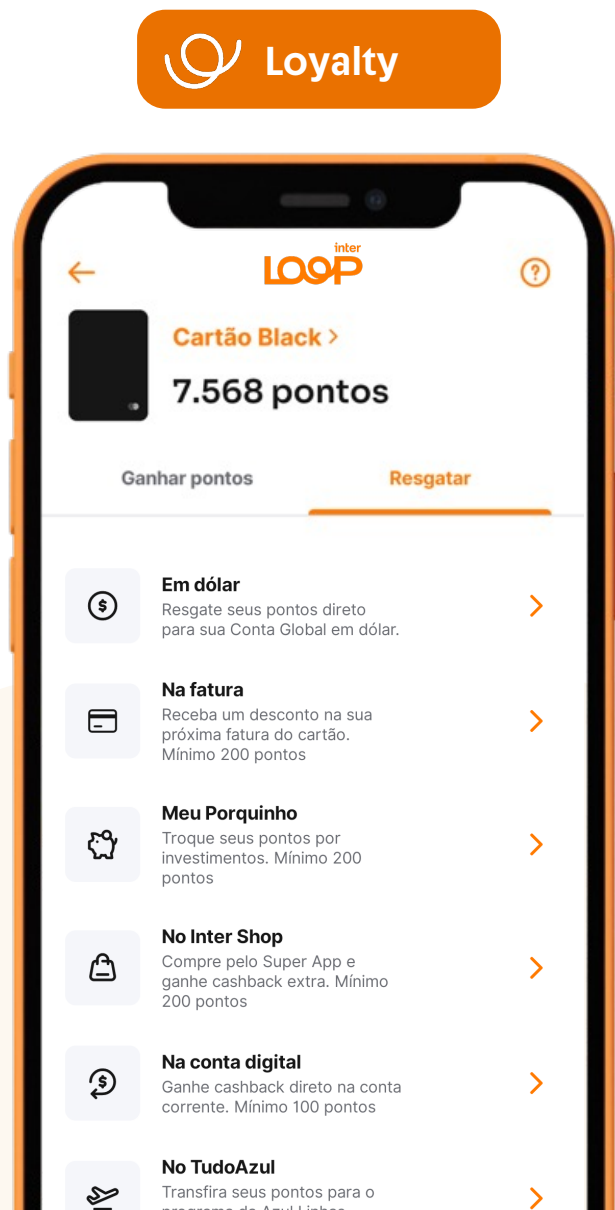 Loyalty
inter
LOOP
Cartão Black >
7.568 pontos
Ganhar pontos
Resgatar
Em dólar
Resgate seus pontos direto
para sua Conta Global em dólar.
Na fatura
Receba um desconto na sua
próxima fatura do cartão.
Mínimo 200 pontos
Meu Porquinho
Troque seus pontos por
investimentos. Mínimo 200
pontos
No Inter Shop
Compre pelo Super App e
ganhe cashback extra. Mínimo
200 pontos
Na conta digital
Ganhe cashback direto na conta
corrente. Mínimo 100 pontos
No TudoAzul
Transfira seus pontos para o
programa da Azul Linhas